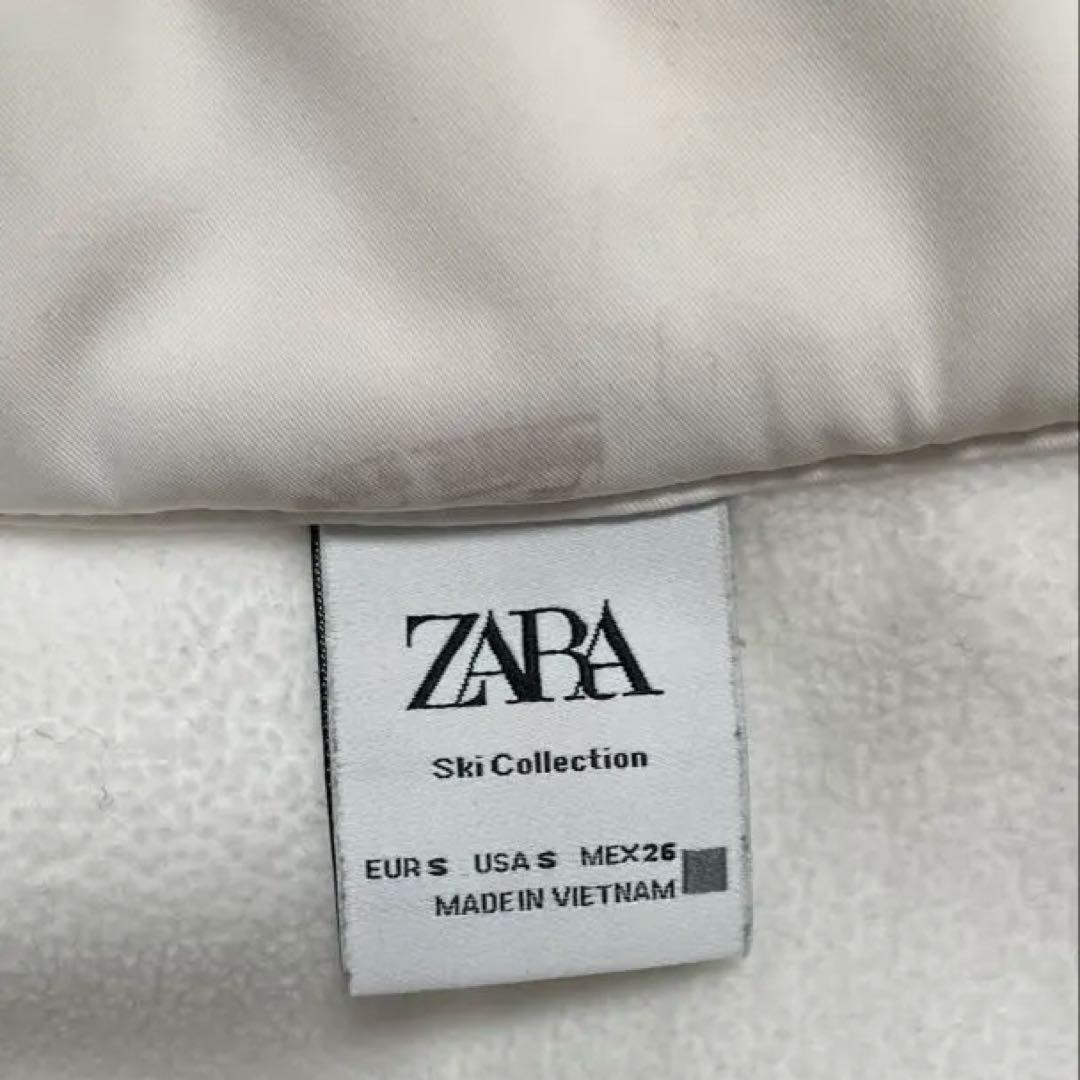 ZARA
Ski Collection
EUR S USA S MEX 26
MADE IN VIETNAM